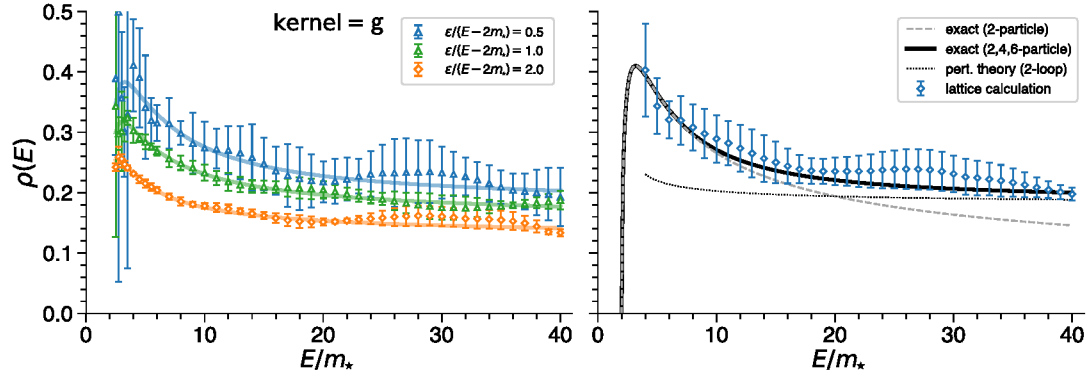 kernel = g
ε/(E−2m⋆) = 0.5
ε/(E−2m⋆) = 1.0
ε/(E−2m⋆) = 2.0
0.5
0.4
0.3
0.2
0.1
0.0
ρ(E)
0 10 20 30 40
E/m⋆
exact (2-particle)
exact (2,4,6-particle)
pert. theory (2-loop)
lattice calculation
0 10 20 30 40
E/m⋆